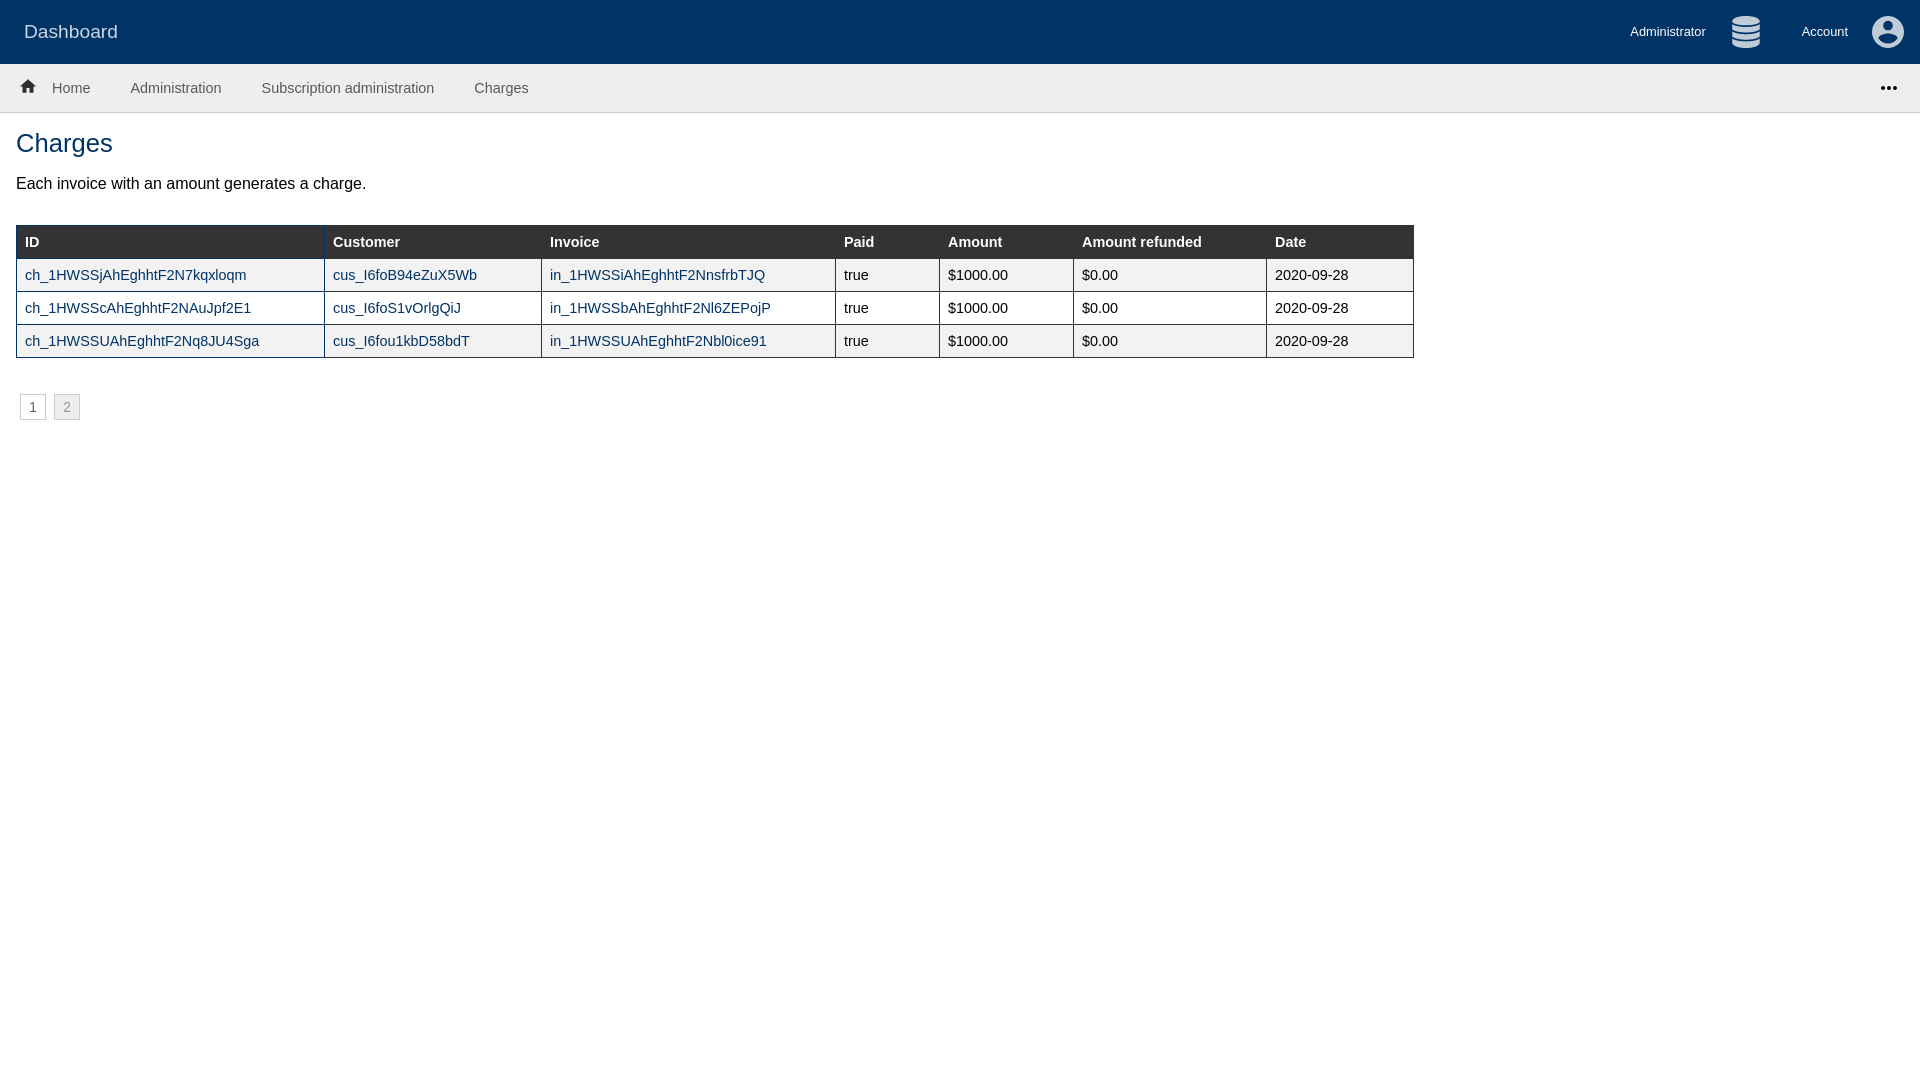 Dashboard Administrator Account
Home Administration Subscription administration Charges
Charges
Each invoice with an amount generates a charge.
ID Customer Invoice Paid Amount Amount refunded Date
ch_1HWSSjAhEghhtF2N7kqxloqm cus_I6foB94eZuX5Wb in_1HWSSiAhEghhtF2NnsfrbTJQ true $1000.00 $0.00 2020-09-28
ch_1HWSScAhEghhtF2NAuJpf2E1 cus_I6foS1vOrlgQiJ in_1HWSSbAhEghhtF2Nl6ZEPojP true $1000.00 $0.00 2020-09-28
ch_1HWSSUAhEghhtF2Nq8JU4Sga cus_I6fou1kbD58bdT in_1HWSSUAhEghhtF2Nbl0ice91 true $1000.00 $0.00 2020-09-28
1 2